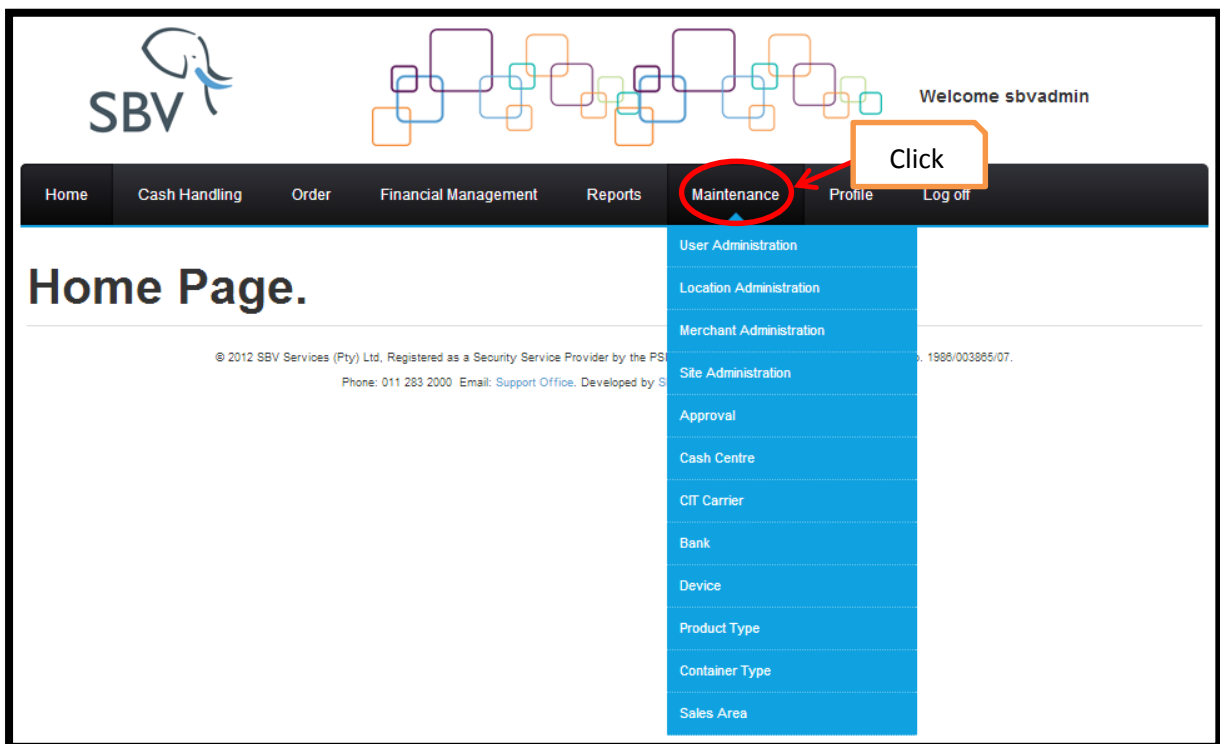 SBV
Welcome sbvadmin
Click
Home Cash Handling Order Financial Management Reports Maintenance Profile Log off
User Administration
Home Page.
Location Administration
Merchant Administration
© 2012 SBV Services (Pty) Ltd, Registered as a Security Service Provider by the PSI . 1986/003865/07.
Site Administration
Phone: 011 283 2000 Email: Support Office. Developed by S
Approval
Cash Centre
CIT Carrier
Bank
Device
Product Type
Container Type
Sales Area